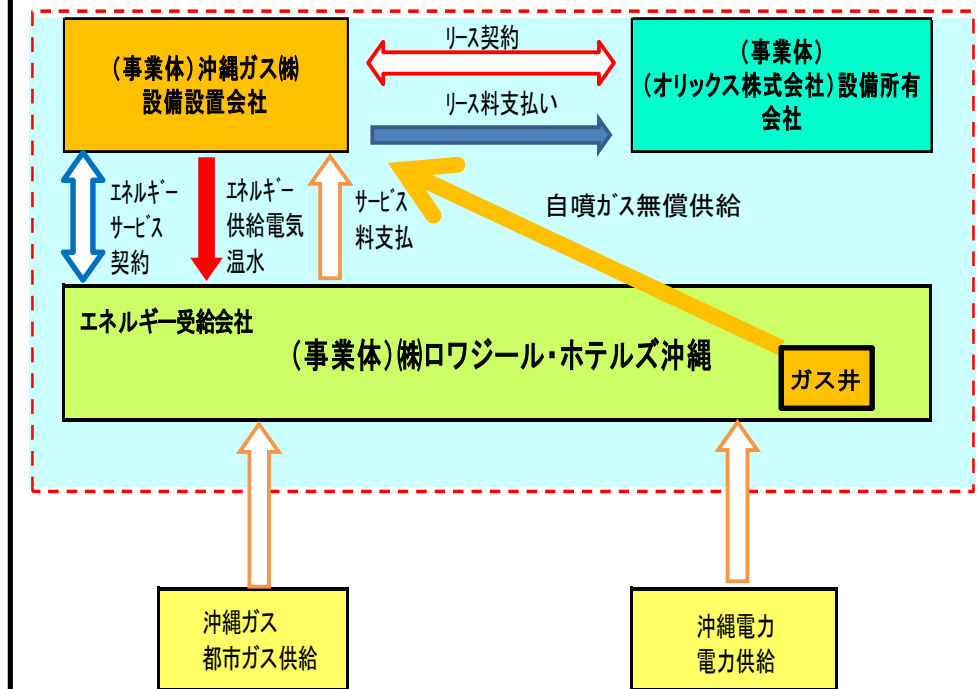 (事業体)沖縄ガス㈱
設備設置会社
リース契約
リース料支払い
(事業体)
(オリックス株式会社)設備所有
会社
エネルギー
サービス
契約
エネルギー
供給電気
温水
サービス
料支払
自噴ガス無償供給
エネルギー受給会社
(事業体)㈱ロワジール・ホテルズ沖縄
ガス井
沖縄ガス
都市ガス供給
沖縄電力
電力供給